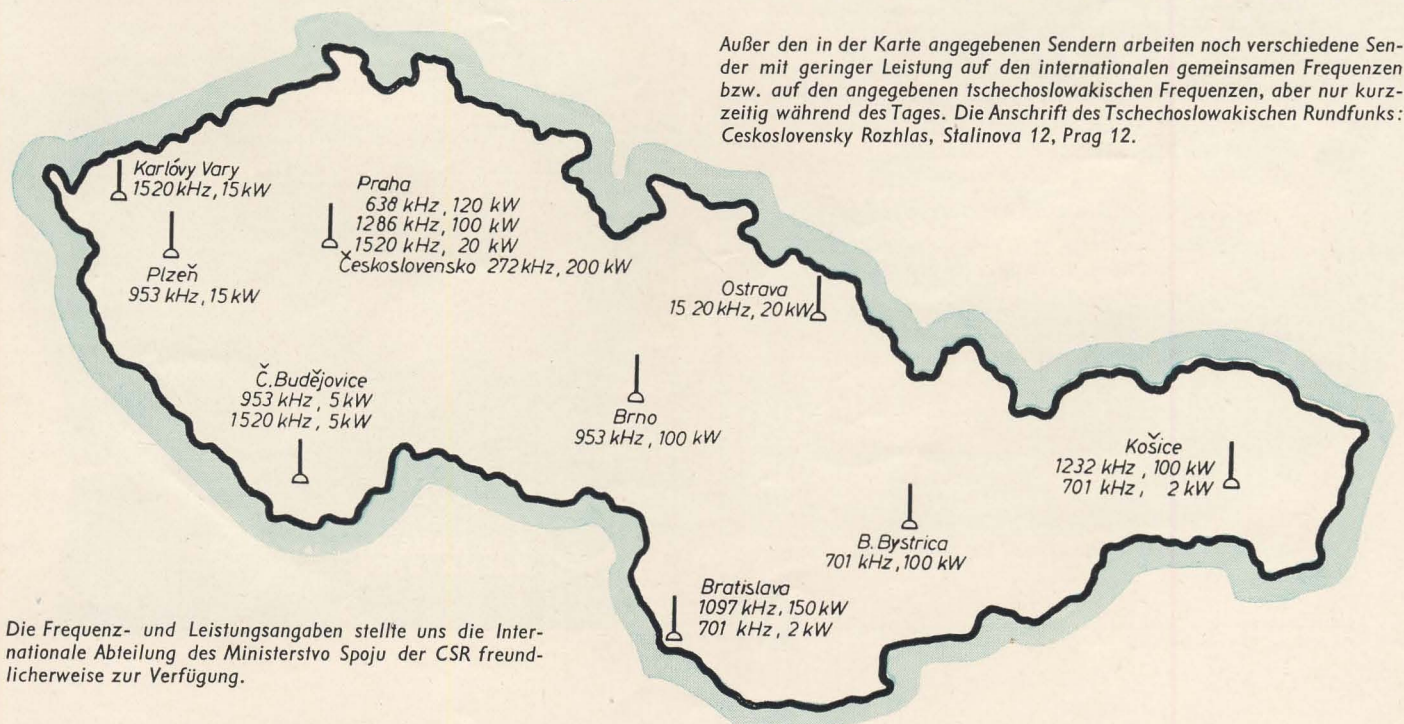 Außer den in der Karte angegebenen Sendern arbeiten noch verschiedene Sen-
der mit geringer Leistung auf den internationalen gemeinsamen Frequenzen
bzw. auf den angegebenen tschechoslowakischen Frequenzen, aber nur kurz-
zeitig während des Tages. Die Anschrift des Tschechoslowakischen Rundfunks:
Ceskoslovensky Rozhlas, Stalinova 12, Prag 12.
Karlóvy Vary
1520 kHz, 15 kW
Praha
638 kHz, 120 kW
1286 kHz, 100 kW
1520 kHz, 20 kW
Československo 272 kHz, 200 kW
Plzeň
953 kHz, 15 kW
Ostrava
15 20 kHz, 20 kW
Č. Budějovice
953 kHz, 5 kW
1520 kHz, 5 kW
Brno
953 kHz, 100 kW
Košice
1232 kHz, 100 kW
701 kHz, 2 kW
B. Bystrica
701 kHz, 100 kW
Bratislava
1097 kHz, 150 kW
701 kHz, 2 kW
Die Frequenz- und Leistungsangaben stellte uns die Inter-
nationale Abteilung des Ministerstvo Spoju der CSR freund-
licherweise zur Verfügung.